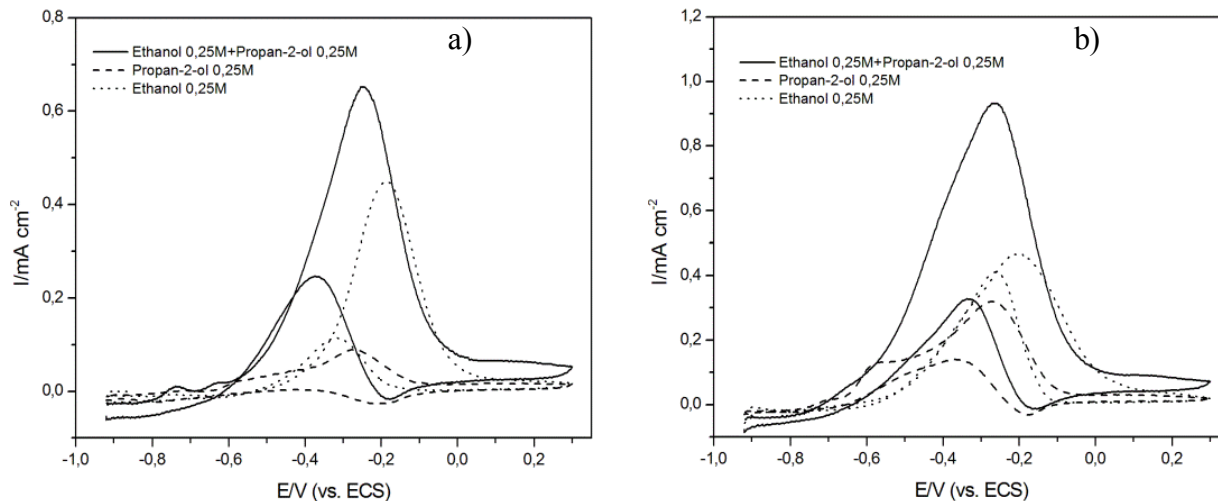 a)
Ethanol 0,25M+Propan-2-ol 0,25M
Propan-2-ol 0,25M
Ethanol 0,25M
0,8
0,6
0,4
0,2
0,0
I/mA cm-2
-1,0 -0,8 -0,6 -0,4 -0,2 0,0 0,2
E/V (vs. ECS)
b)
Ethanol 0,25M+Propan-2-ol 0,25M
Propan-2-ol 0,25M
Ethanol 0,25M
1,2
1,0
0,8
0,6
0,4
0,2
0,0
I/mA cm-2
-1,0 -0,8 -0,6 -0,4 -0,2 0,0 0,2
E/V (vs. ECS)